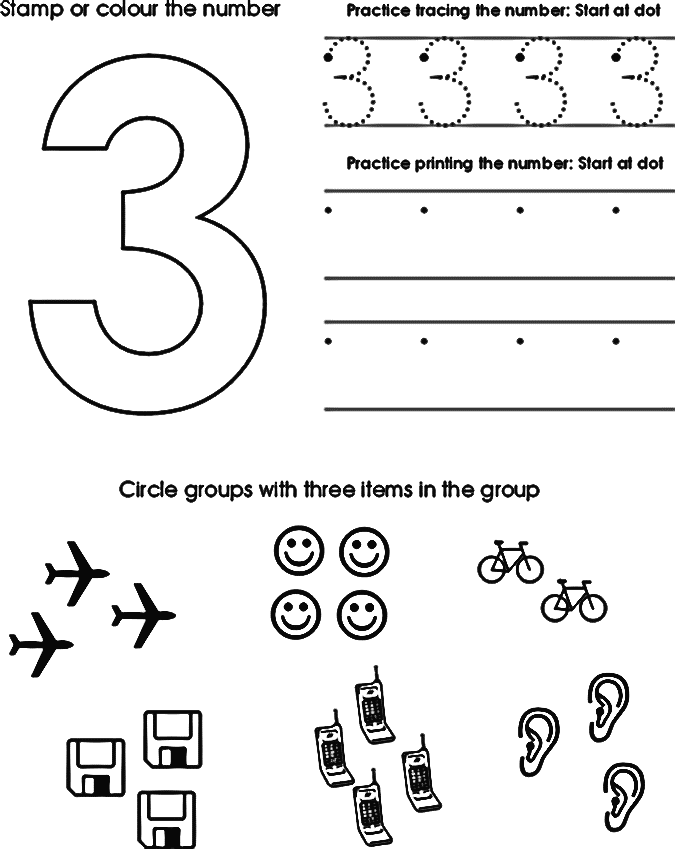 Stamp or colour the number
Practice tracing the number: Start at dot
3 3 3 3
3
Practice printing the number: Start at dot
Circle groups with three items in the group